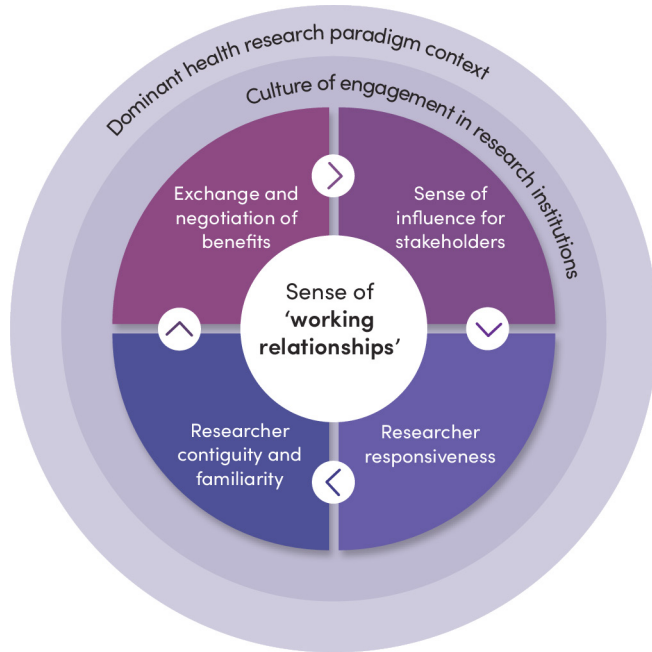 Dominant health research paradigm context
Culture of engagement in research institutions
Exchange and
negotiation of
benefits
Sense of
influence for
stakeholders
Sense of
‘working
relationships’
Researcher
contiguity and
familiarity
Researcher
responsiveness